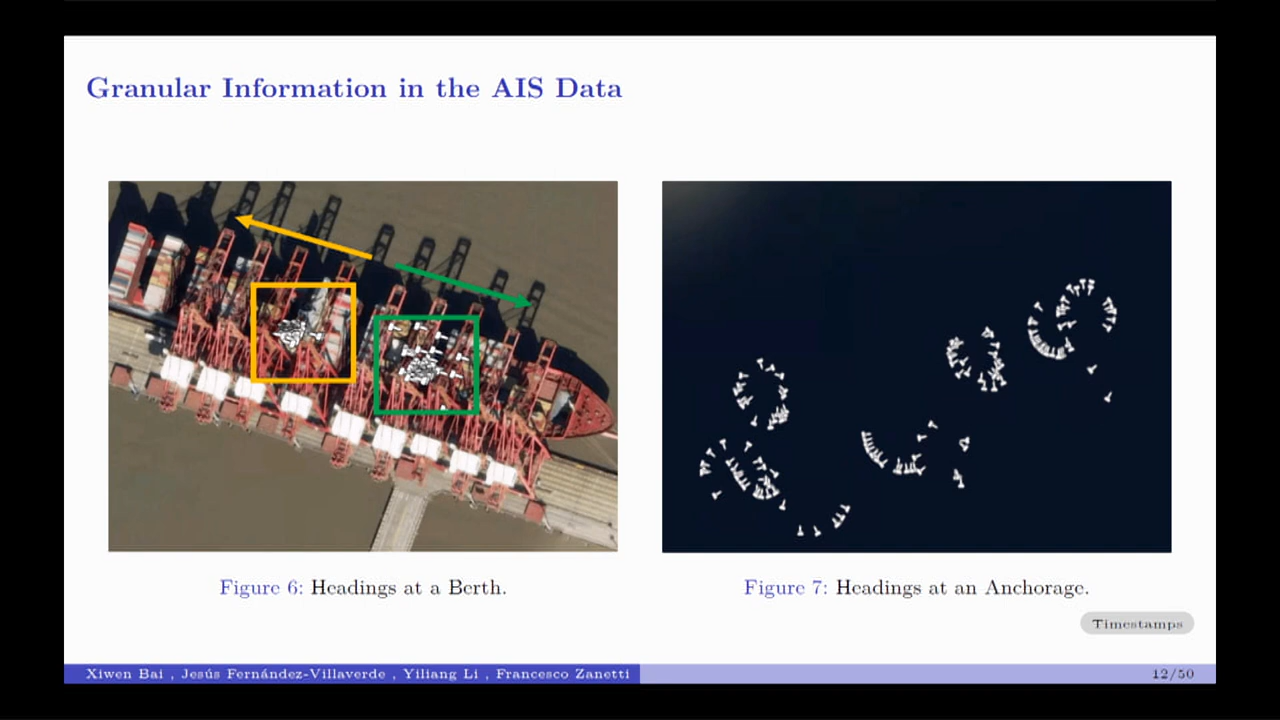 Granular Information in the AIS Data
Figure 6: Headings at a Berth.
Figure 7: Headings at an Anchorage.
Timestamps
Xiwen Bai , Jesús Fernández-Villaverde , Yiliang Li , Francesco Zanetti
12/50